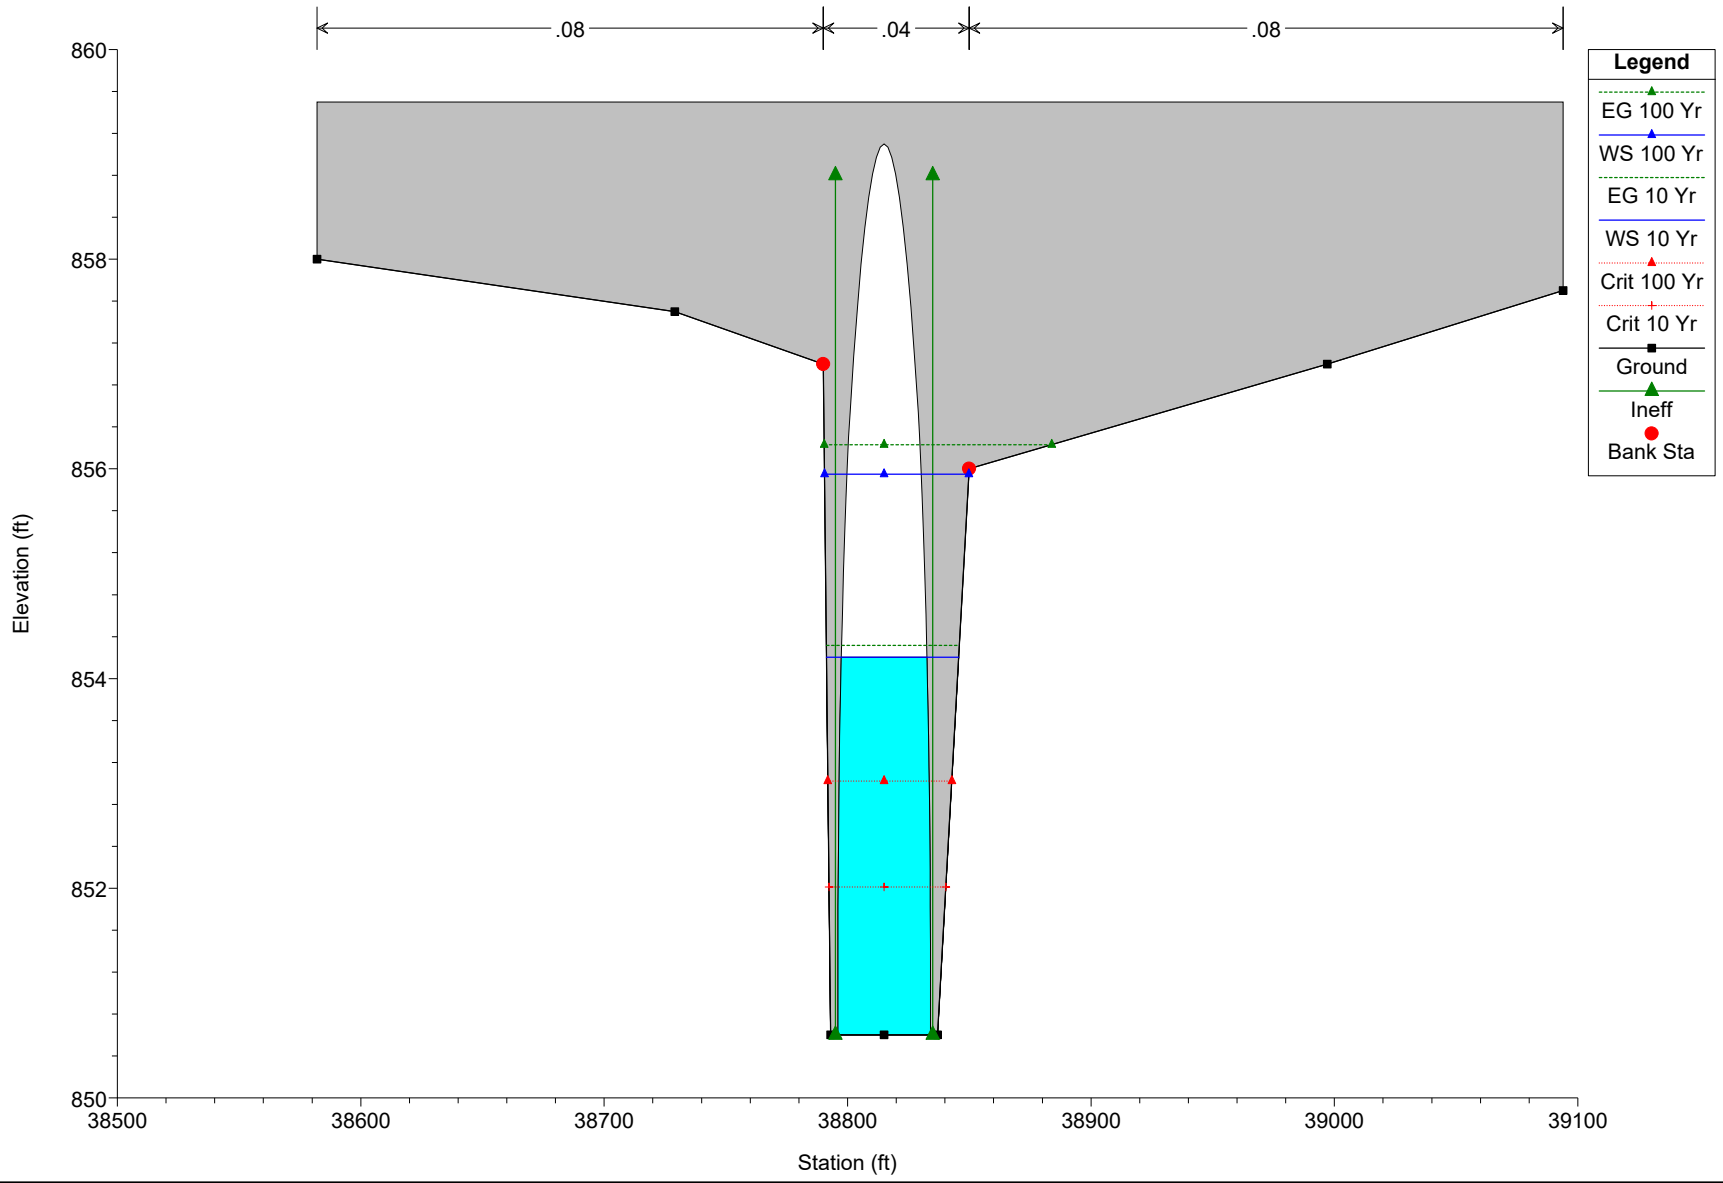 .08 .04 .08
860
858
856
854
852
850
Elevation (ft)
38500 38600 38700 38800 38900 39000 39100
Station (ft)
Legend
EG 100 Yr
WS 100 Yr
EG 10 Yr
WS 10 Yr
Crit 100 Yr
Crit 10 Yr
Ground
Ineff
Bank Sta